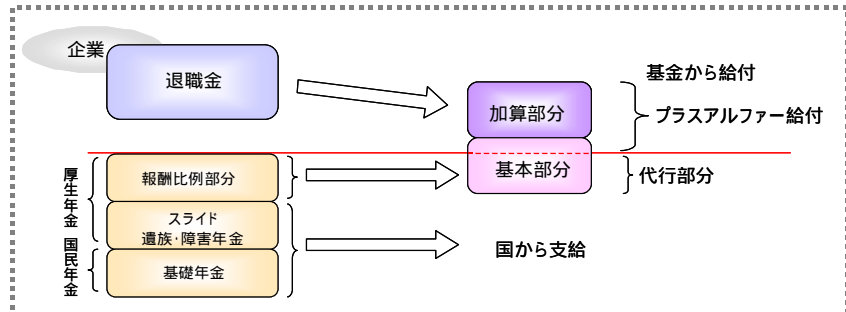 企業
退職金
基金から給付
加算部分
プラスアルファー給付
厚生年金
報酬比例部分
基本部分
代行部分
スライド
遺族・障害年金
国から支給
国民年金
基礎年金